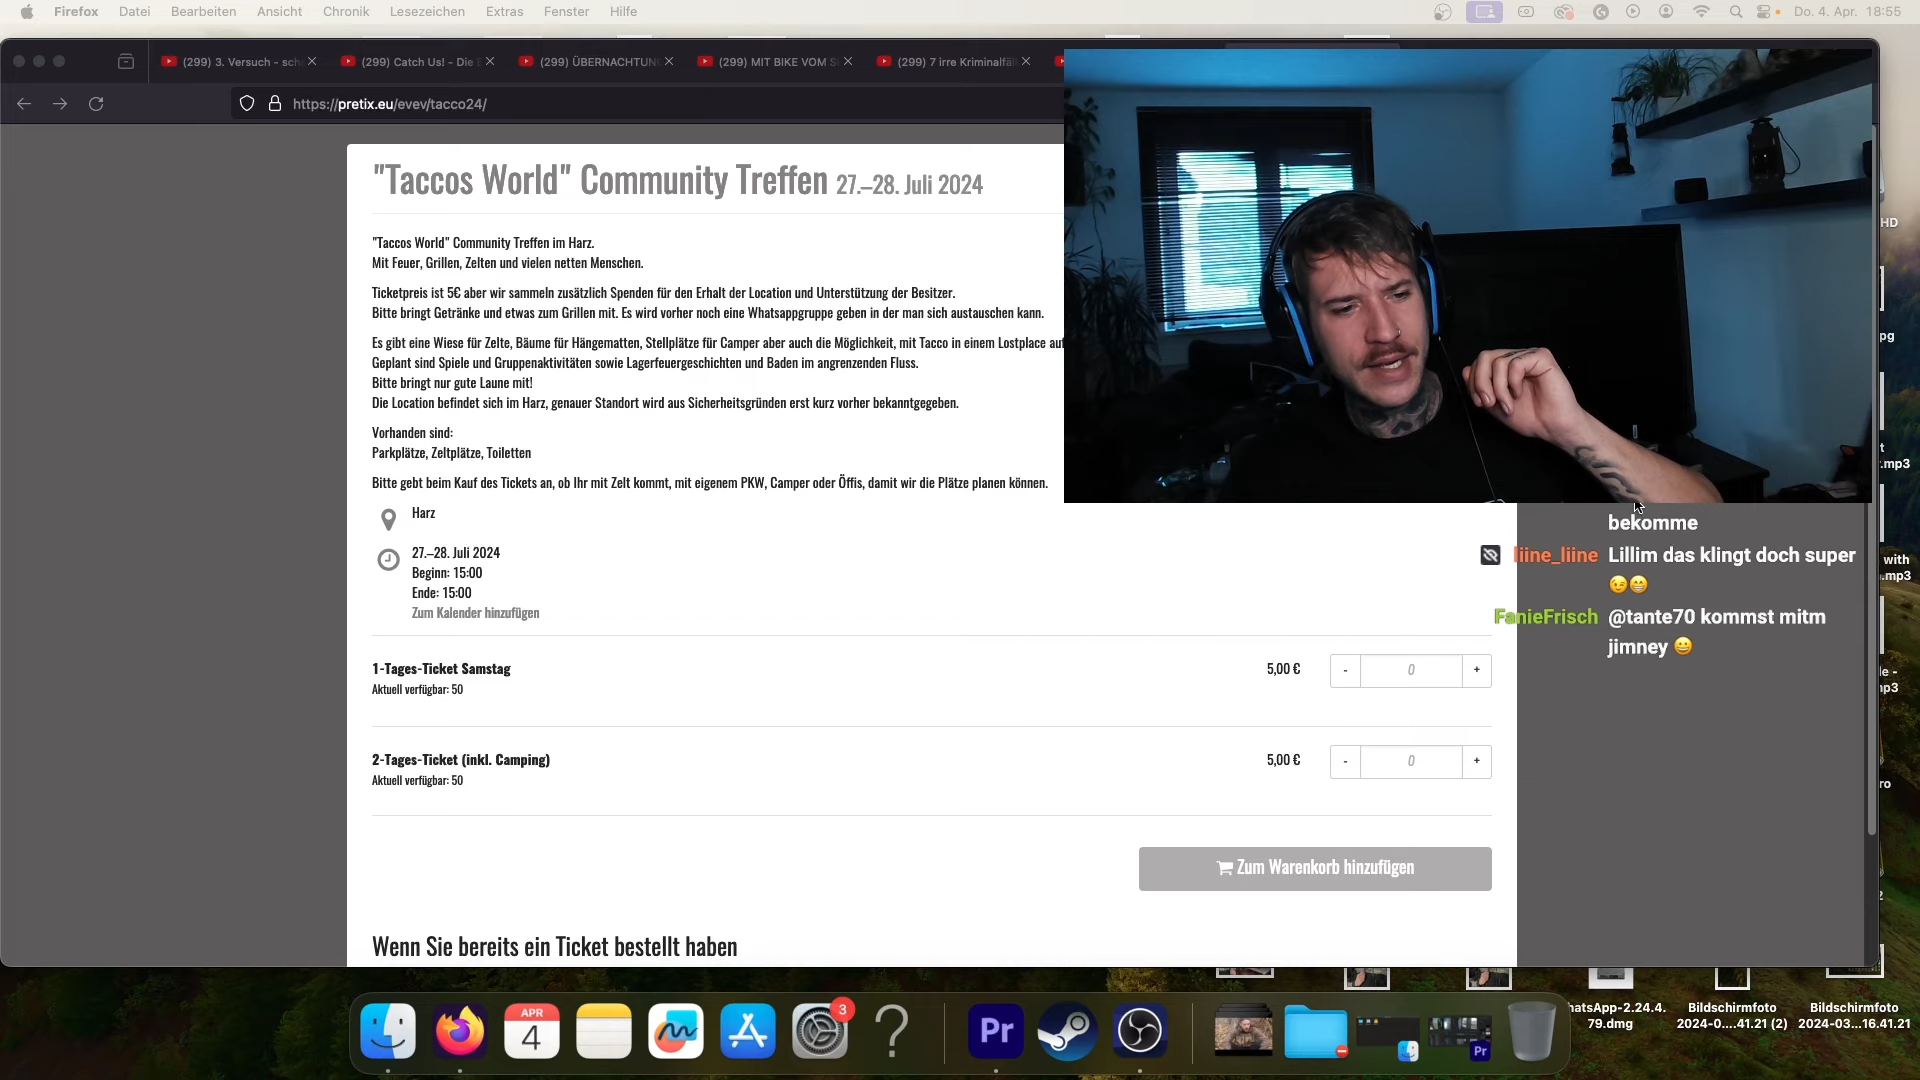 Firefox Datei Bearbeiten Ansicht Chronik Lesezeichen Extras Fenster Hilfe
Do. 4. Apr. 18:55
(299) 3. Versuch - sch
(299) Catch Us! - Die E
(299) ÜBERNACHTUN
(299) MIT BIKE VOM S
(299) 7 irre Kriminalfäl
https://pretix.eu/evev/tacco24/
"Taccos World" Community Treffen 27.–28. Juli 2024
"Taccos World" Community Treffen im Harz.
Mit Feuer, Grillen, Zelten und vielen netten Menschen.
Ticketpreis ist 5€ aber wir sammeln zusätzlich Spenden für den Erhalt der Location und Unterstützung der Besitzer.
Bitte bringt Getränke und etwas zum Grillen mit. Es wird vorher noch eine Whatsappgruppe geben in der man sich austauschen kann.
Es gibt eine Wiese für Zelte, Bäume für Hängematten, Stellplätze für Camper aber auch die Möglichkeit, mit Tacco in einem Lostplace auf
Geplant sind Spiele und Gruppenaktivitäten sowie Lagerfeuergeschichten und Baden im angrenzenden Fluss.
Bitte bringt nur gute Laune mit!
Die Location befindet sich im Harz, genauer Standort wird aus Sicherheitsgründen erst kurz vorher bekanntgegeben.
Vorhanden sind:
Parkplätze, Zeltplätze, Toiletten
Bitte gebt beim Kauf des Tickets an, ob Ihr mit Zelt kommt, mit eigenem PKW, Camper oder Öffis, damit wir die Plätze planen können.
Harz
27.–28. Juli 2024
Beginn: 15:00
Ende: 15:00
Zum Kalender hinzufügen
1-Tages-Ticket Samstag
Aktuell verfügbar: 50
5,00 €
- 0 +
2-Tages-Ticket (inkl. Camping)
Aktuell verfügbar: 50
5,00 €
- 0 +
Zum Warenkorb hinzufügen
Wenn Sie bereits ein Ticket bestellt haben
bekomme
liine_liine Lillim das klingt doch super
😉😁
FanieFrisch @tante70 kommst mitm
jimney 😀
HD
pg
t
.mp3
with
.mp3
le -
p3
ro
2
hatsApp-2.24.4.
79.dmg
Bildschirmfoto
2024-0....41.21 (2)
Bildschirmfoto
2024-03...16.41.21
APR
4
3
?
Pr
Pr